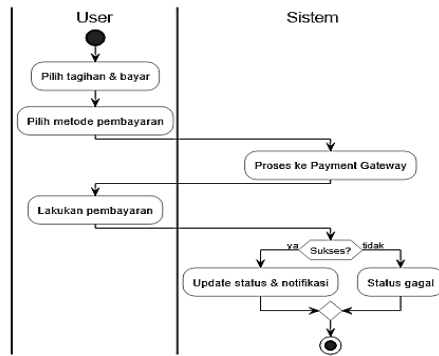 User
Sistem
Pilih tagihan & bayar
Pilih metode pembayaran
Proses ke Payment Gateway
Lakukan pembayaran
ya
Sukses?
tidak
Update status & notifikasi
Status gagal